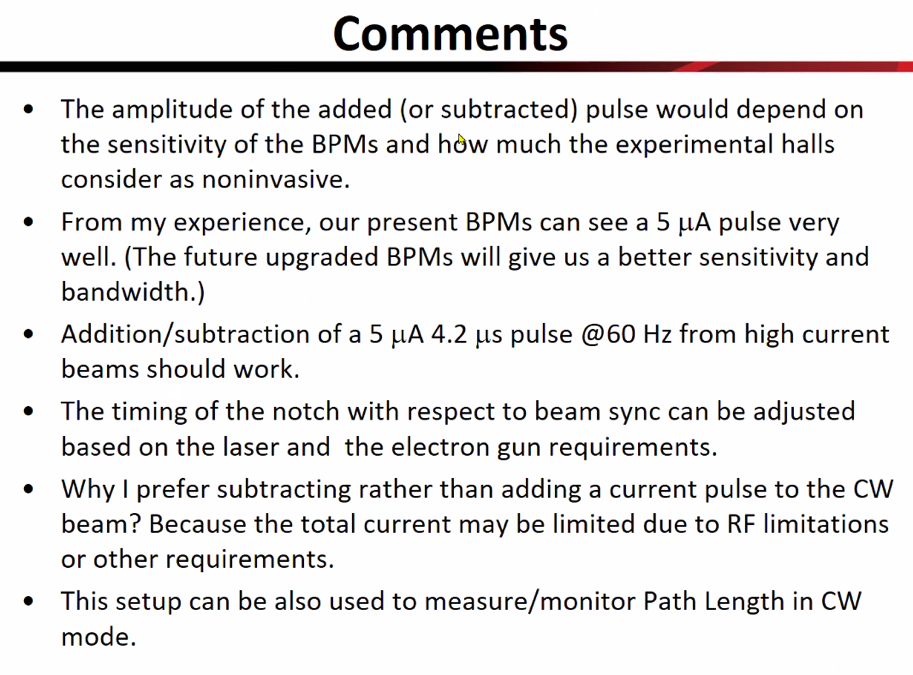 Comments
• The amplitude of the added (or subtracted) pulse would depend on
the sensitivity of the BPMs and how much the experimental halls
consider as noninvasive.
• From my experience, our present BPMs can see a 5 μA pulse very
well. (The future upgraded BPMs will give us a better sensitivity and
bandwidth.)
• Addition/subtraction of a 5 μA 4.2 μs pulse @60 Hz from high current
beams should work.
• The timing of the notch with respect to beam sync can be adjusted
based on the laser and  the electron gun requirements.
• Why I prefer subtracting rather than adding a current pulse to the CW
beam? Because the total current may be limited due to RF limitations
or other requirements.
• This setup can be also used to measure/monitor Path Length in CW
mode.